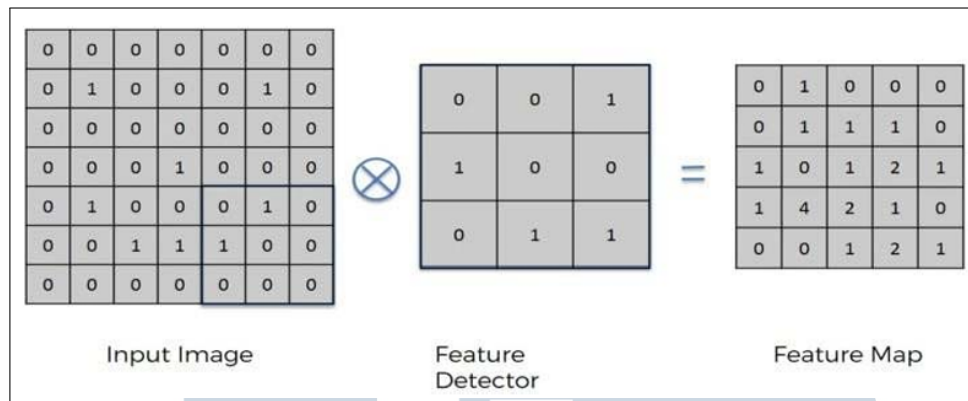 0 0 0 0 0 0 0
0 1 0 0 0 1 0
0 0 0 0 0 0 0
0 0 0 1 0 0 0
0 1 0 0 0 1 0
0 0 1 1 1 0 0
0 0 0 0 0 0 0
Input Image
0 0 1
1 0 0
0 1 1
Feature
Detector
=
0 1 0 0 0
0 1 1 1 0
1 0 1 2 1
1 4 2 1 0
0 0 1 2 1
Feature Map